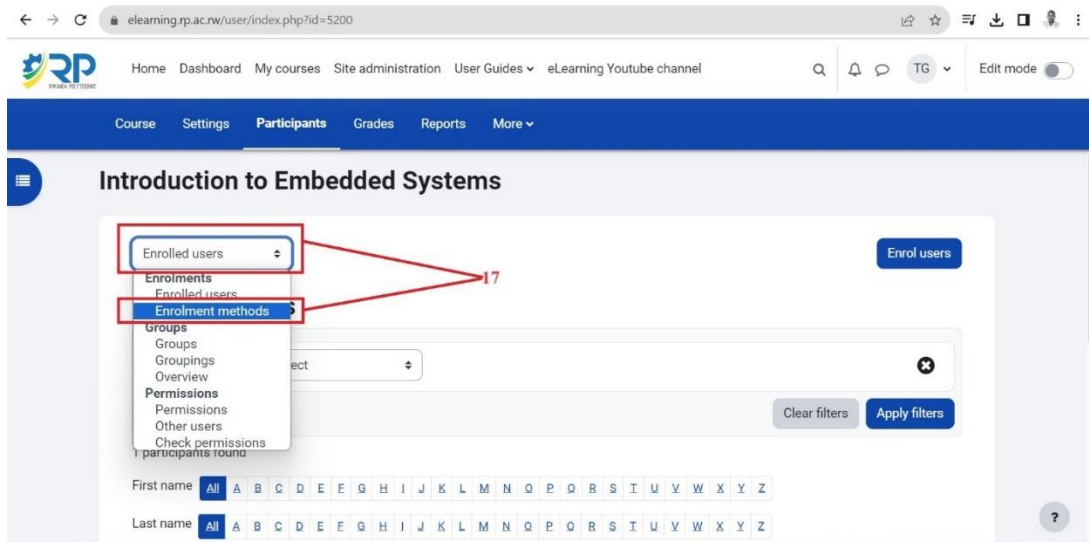 elearning.rp.ac.rw/user/index.php?id=5200
RP
Home Dashboard My courses Site administration User Guides eLearning Youtube channel TG Edit mode
RWANDA POLYTECHNIC
Course Settings Participants Grades Reports More
Introduction to Embedded Systems
Enrolled users Enrol users
Enrolments
17
Enrolled users
Enrolment methods
Groups
Groups
Groupings
Overview
Permissions
Permissions Clear filters Apply filters
Other users
Check permissions
1 participants found
First name All A B C D E F G H I J K L M N O P Q R S T U V W X Y Z
Last name All A B C D E F G H I J K L M N O P Q R S T U V W X Y Z
?